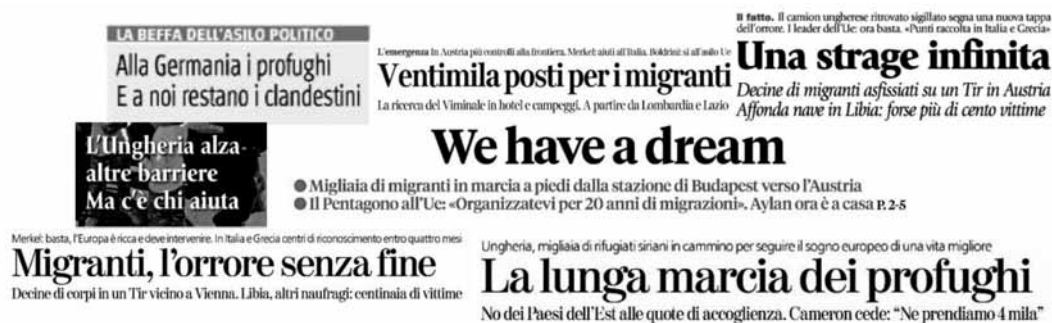 LA BEFFA DELL'ASILO POLITICO
Alla Germania i profughi
E a noi restano i clandestini
L'emergenza In Austria più controlli alla frontiera. Merkel: aiuti all'Italia. Boldrini: sì all'asilo Ue
Ventimila posti per i migranti
La ricerca del Viminale in hotel e campeggi. A partire da Lombardia e Lazio
Il fatto. Il camion ungherese ritrovato sigillato segna una nuova tappa
dell'orrore. I leader dell'Ue: ora basta. «Punti raccolta in Italia e Grecia»
Una strage infinita
Decine di migranti asfissiati su un Tir in Austria
Affonda nave in Libia: forse più di cento vittime
L'Ungheria alza
altre barriere
Ma c'è chi aiuta
We have a dream
● Migliaia di migranti in marcia a piedi dalla stazione di Budapest verso l'Austria
● Il Pentagono all'Ue: «Organizzatevi per 20 anni di migrazioni». Aylan ora è a casa P. 2-5
Merkel: basta, l'Europa è ricca e deve intervenire. In Italia e Grecia centri di riconoscimento entro quattro mesi
Migranti, l'orrore senza fine
Decine di corpi in un Tir vicino a Vienna. Libia, altri naufragi: centinaia di vittime
Ungheria, migliaia di rifugiati siriani in cammino per seguire il sogno europeo di una vita migliore
La lunga marcia dei profughi
No dei Paesi dell'Est alle quote di accoglienza. Cameron cede: "Ne prendiamo 4 mila"